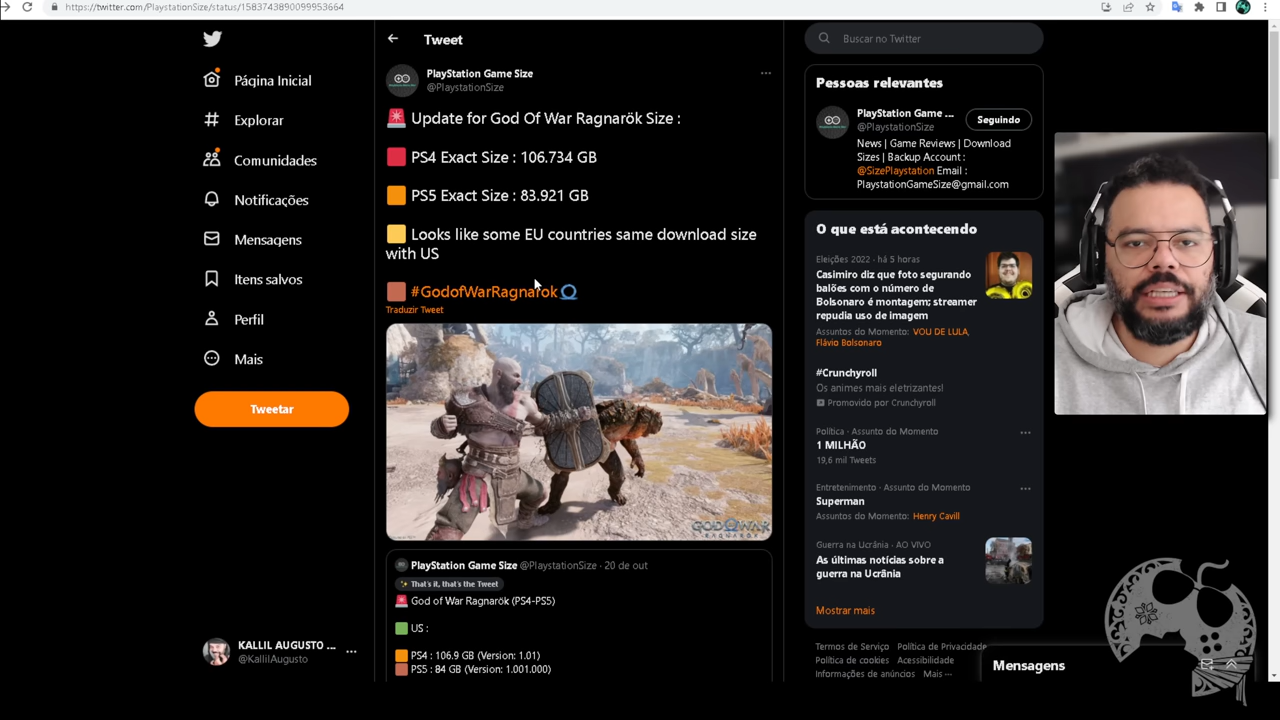 https://twitter.com/PlaystationSize/status/1583743890099953664
Página Inicial
Explorar
Comunidades
Notificações
Mensagens
Itens salvos
Perfil
Mais
Tweetar
KALLIL AUGUSTO ...
@KallilAugusto
Tweet
PlayStation Game Size
@PlaystationSize
Update for God Of War Ragnarök Size :
PS4 Exact Size : 106.734 GB
PS5 Exact Size : 83.921 GB
Looks like some EU countries same download size
with US
#GodofWarRagnarok
Traduzir Tweet
GOD OF WAR
RAGNARÖK
PlayStation Game Size @PlaystationSize · 20 de out
That's it, that's the Tweet
God of War Ragnarök (PS4-PS5)
US :
PS4 : 106.9 GB (Version: 1.01)
PS5 : 84 GB (Version: 1.001.000)
Buscar no Twitter
Pessoas relevantes
PlayStation Game ...
@PlaystationSize
Seguindo
News | Game Reviews | Download
Sizes | Backup Account :
@SizePlaystation Email :
PlaystationGameSize@gmail.com
O que está acontecendo
Eleições 2022 · há 5 horas
Casimiro diz que foto segurando
balões com o número de
Bolsonaro é montagem; streamer
repudia uso de imagem
Assuntos do Momento: VOU DE LULA,
Flávio Bolsonaro
#Crunchyroll
Os animes mais eletrizantes!
Promovido por Crunchyroll
Política · Assunto do Momento
1 MILHÃO
19,6 mil Tweets
Entretenimento · Assunto do Momento
Superman
Assuntos do Momento: Henry Cavill
Guerra na Ucrânia · AO VIVO
As últimas notícias sobre a
guerra na Ucrânia
Mostrar mais
Termos de Serviço Política de Privacidade
Política de cookies Acessibilidade
Informações de anúncios Mais ···
Mensagens